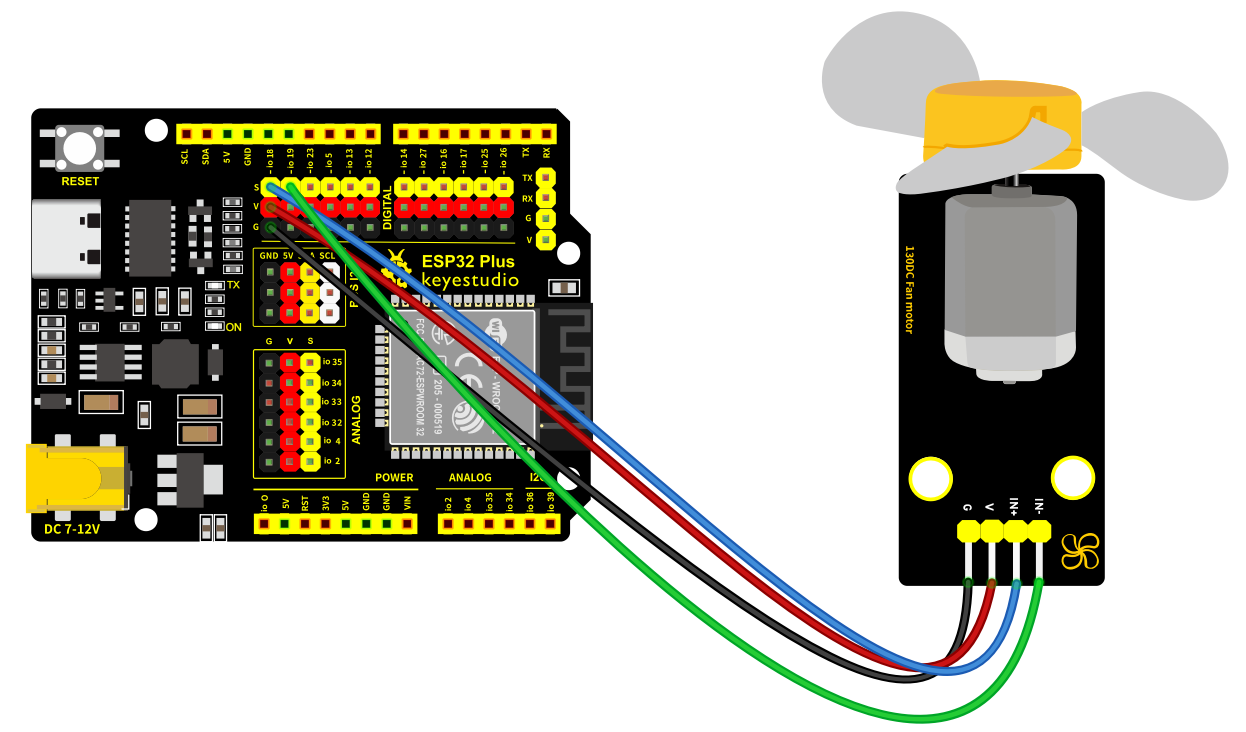 SCL SDA 5V GND ~io 18 ~io 19 ~io 23 ~io 5 ~io 13 ~io 12
~io 14 ~io 27 ~io 16 ~io 17 ~io 25 ~io 26 TX RX
RESET
S
V
G
DIGITAL
TX
RX
G
V
ESP32 Plus
keyestudio
GND 5V SCL
TX
ON
G V S
io 35
io 34
io 33
io 32
io 4
io 2
ANALOG
205 - 000519
POWER
ANALOG
io 0 5V RST 3V3 5V GND GND VIN
io 2 io 4 io 35 io 34 io 36 io 39
DC 7-12V
130DC Fan motor
G V IN+ IN-